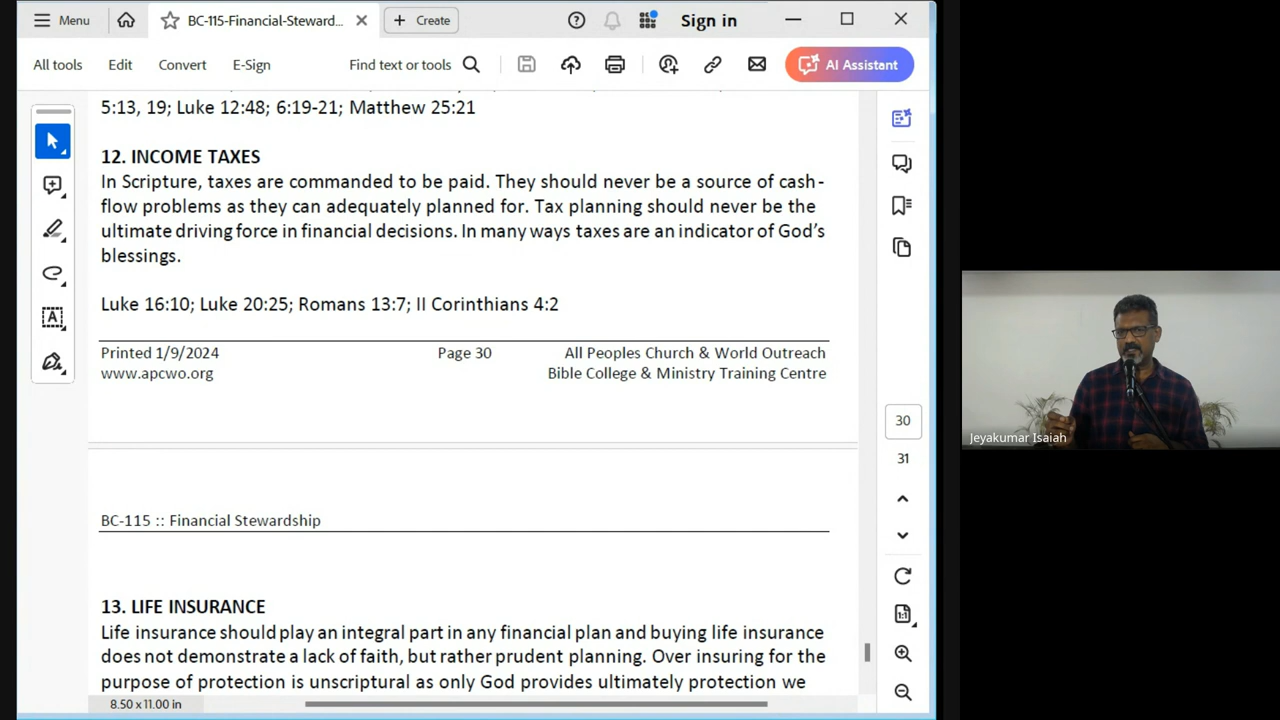 Menu
BC-115-Financial-Steward...
Create
Sign in
All tools
Edit
Convert
E-Sign
Find text or tools
AI Assistant
5:13, 19; Luke 12:48; 6:19-21; Matthew 25:21
12. INCOME TAXES
In Scripture, taxes are commanded to be paid. They should never be a source of cash-
flow problems as they can adequately planned for. Tax planning should never be the
ultimate driving force in financial decisions. In many ways taxes are an indicator of God's
blessings.
Luke 16:10; Luke 20:25; Romans 13:7; II Corinthians 4:2
Printed 1/9/2024 Page 30 All Peoples Church & World Outreach
www.apcwo.org Bible College & Ministry Training Centre
30
31
BC-115 :: Financial Stewardship
13. LIFE INSURANCE
Life insurance should play an integral part in any financial plan and buying life insurance
does not demonstrate a lack of faith, but rather prudent planning. Over insuring for the
purpose of protection is unscriptural as only God provides ultimately protection we
8.50 x 11.00 in
1:1
Jeyakumar Isaiah